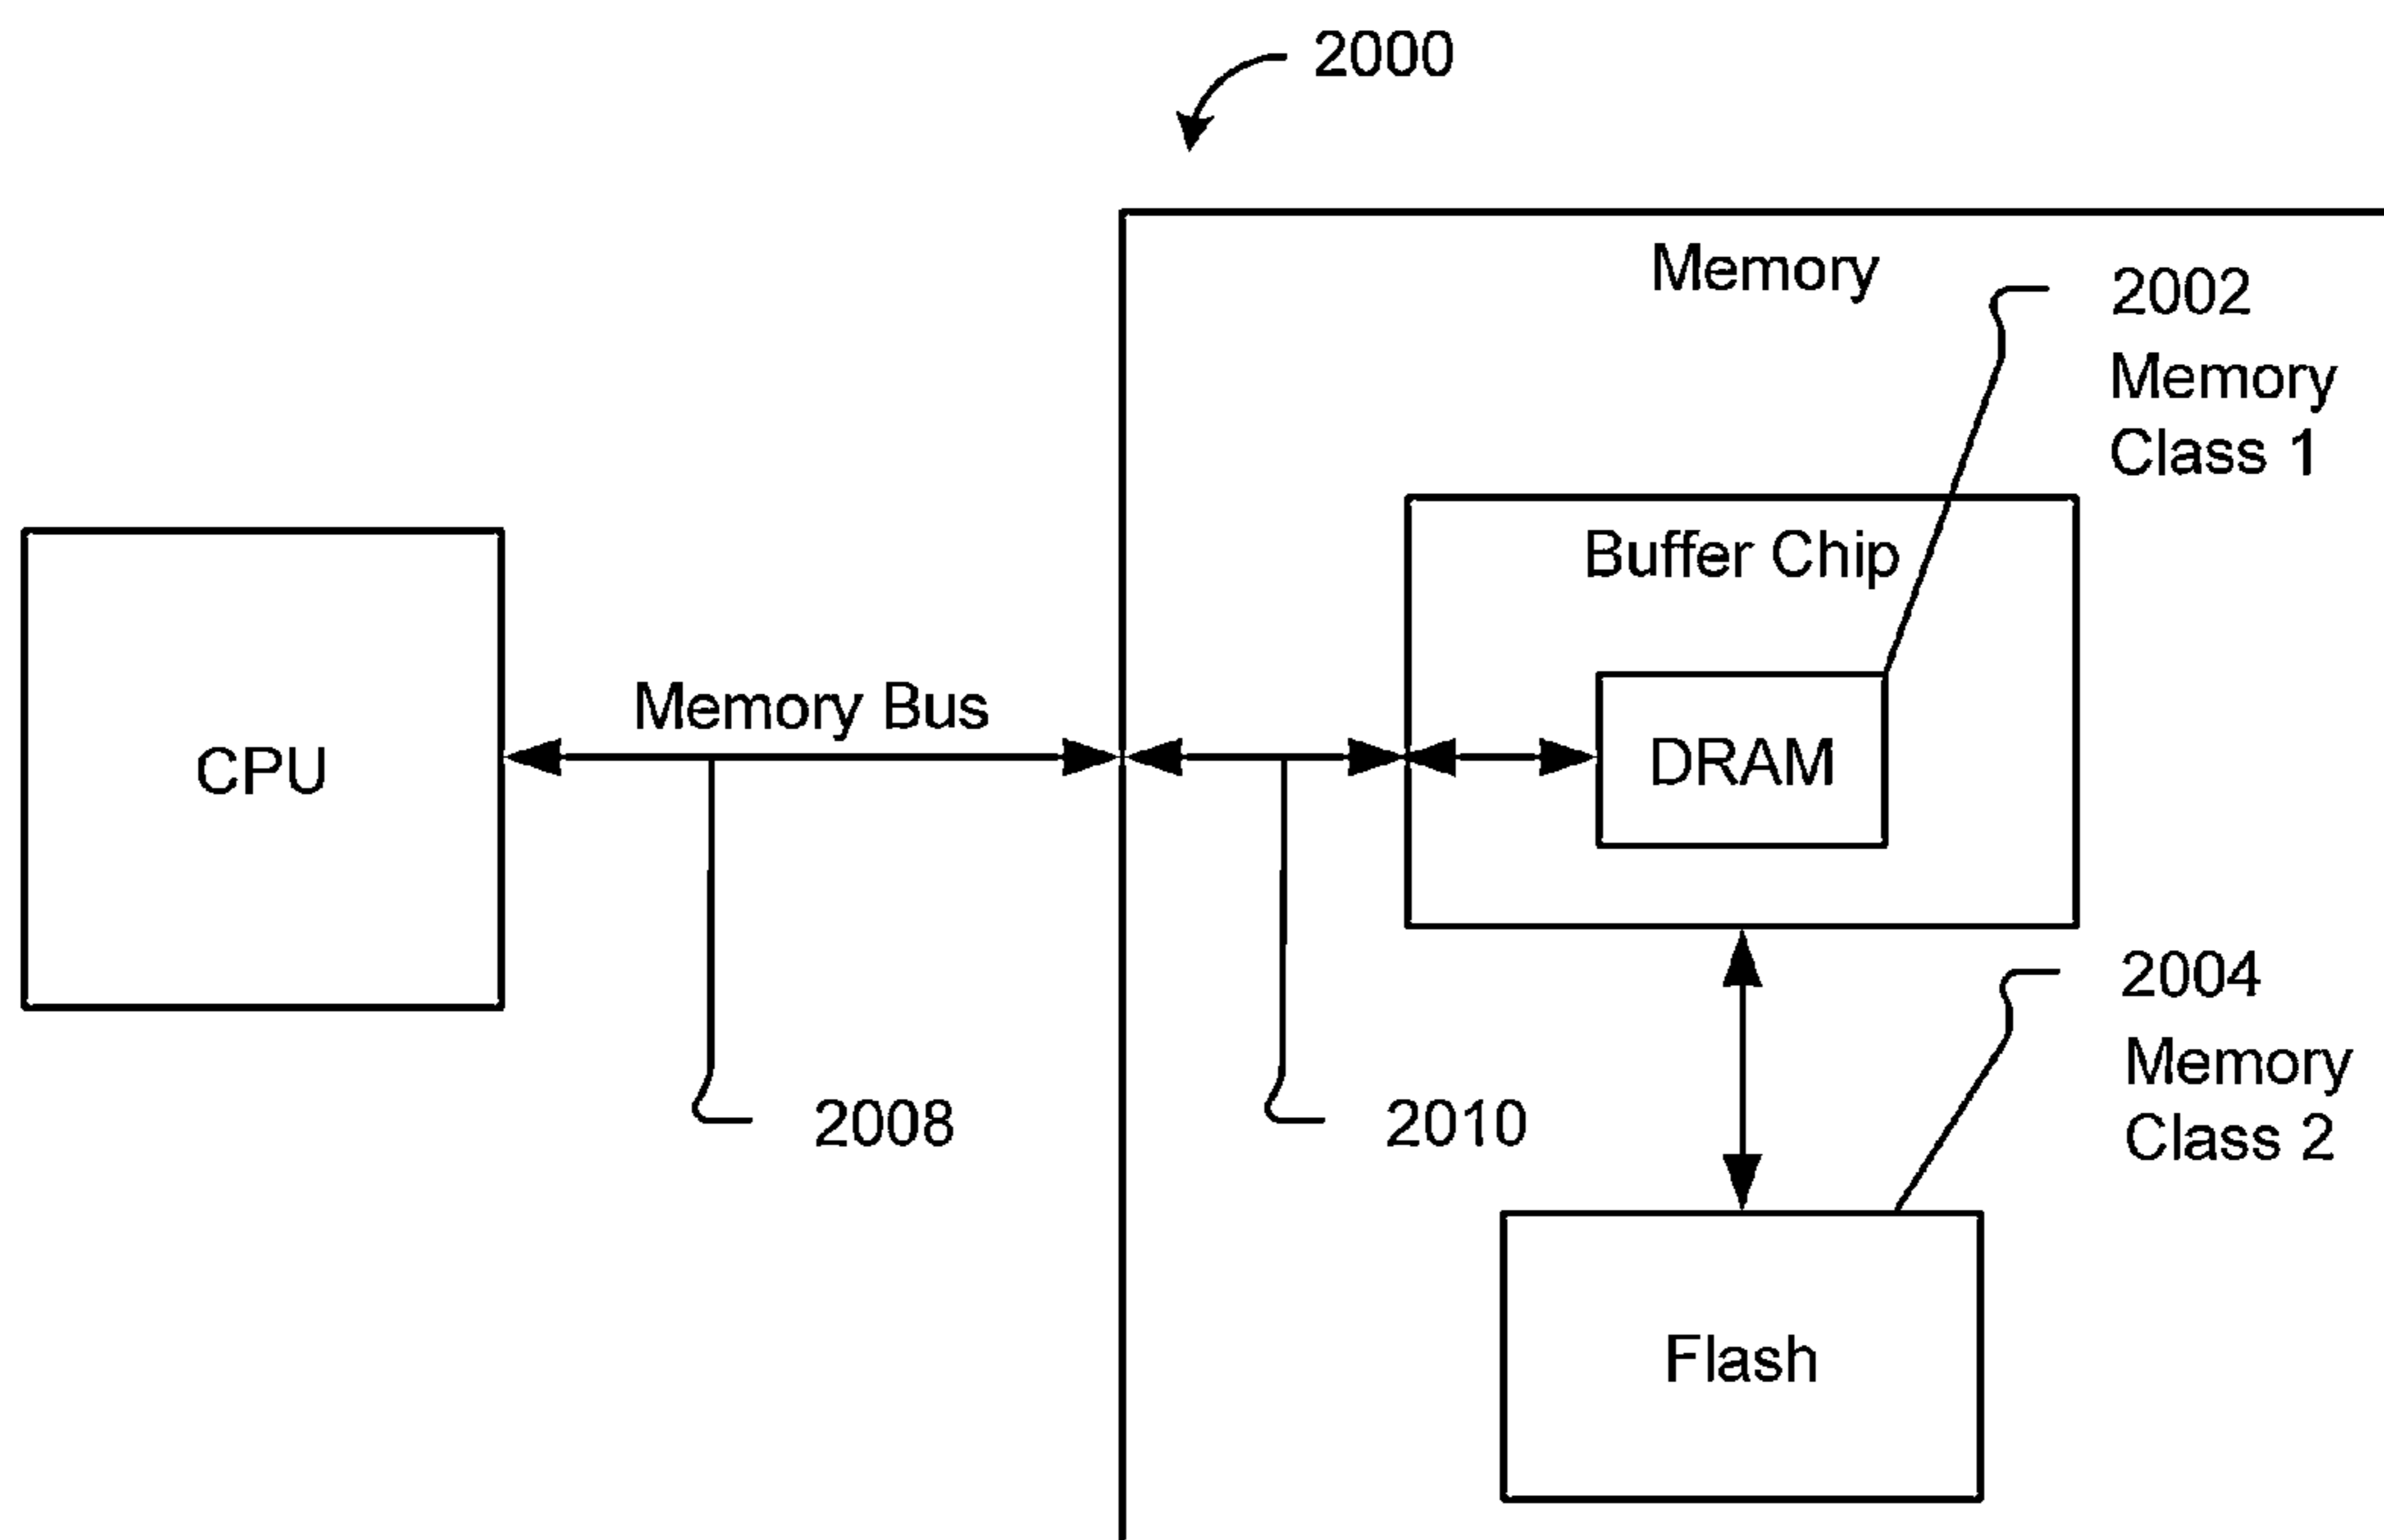 2000
Memory
2002
Memory
Class 1
Buffer Chip
Memory Bus
CPU
DRAM
2004
Memory
Class 2
2008
2010
Flash